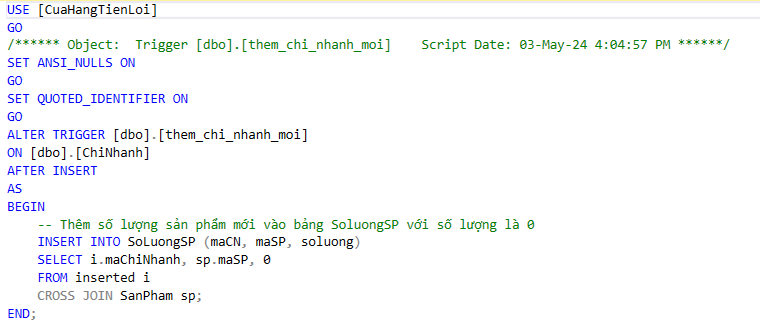 USE [CuaHangTienLoi]
GO
/****** Object:  Trigger [dbo].[them_chi_nhanh_moi]    Script Date: 03-May-24 4:04:57 PM ******/
SET ANSI_NULLS ON
GO
SET QUOTED_IDENTIFIER ON
GO
ALTER TRIGGER [dbo].[them_chi_nhanh_moi]
ON [dbo].[ChiNhanh]
AFTER INSERT
AS
BEGIN
    -- Thêm số lượng sản phẩm mới vào bảng SoluongSP với số lượng là 0
    INSERT INTO SoLuongSP (maCN, maSP, soluong)
    SELECT i.maChiNhanh, sp.maSP, 0
    FROM inserted i
    CROSS JOIN SanPham sp;
END;